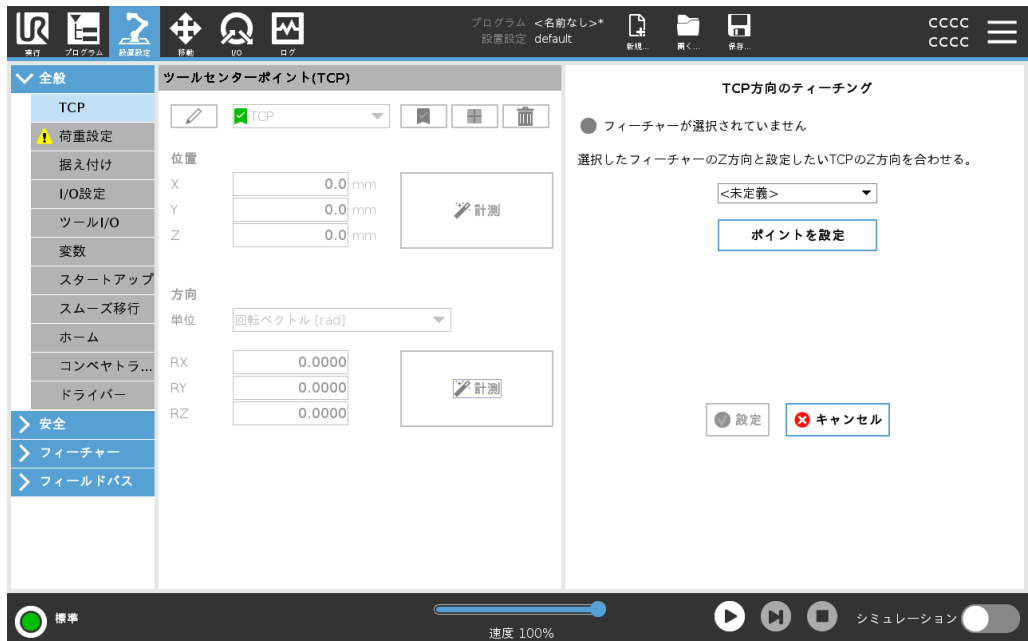 UR
実行
プログラム
設置設定
移動
I/O
ログ
プログラム <名前なし>*
設置設定 default
新規...
開く...
保存...
CCCC
CCCC
全般
TCP
荷重設定
据え付け
I/O設定
ツールI/O
変数
スタートアップ
スムーズ移行
ホーム
コンベヤトラ...
ドライバー
安全
フィーチャー
フィールドバス
ツールセンターポイント(TCP)
TCP
位置
X 0.0 mm
Y 0.0 mm
Z 0.0 mm
計測
方向
単位 回転ベクトル [rad]
RX 0.0000
RY 0.0000
RZ 0.0000
計測
TCP方向のティーチング
フィーチャーが選択されていません
選択したフィーチャーのZ方向と設定したいTCPのZ方向を合わせる。
<未定義>
ポイントを設定
設定
キャンセル
標準
速度 100%
シミュレーション